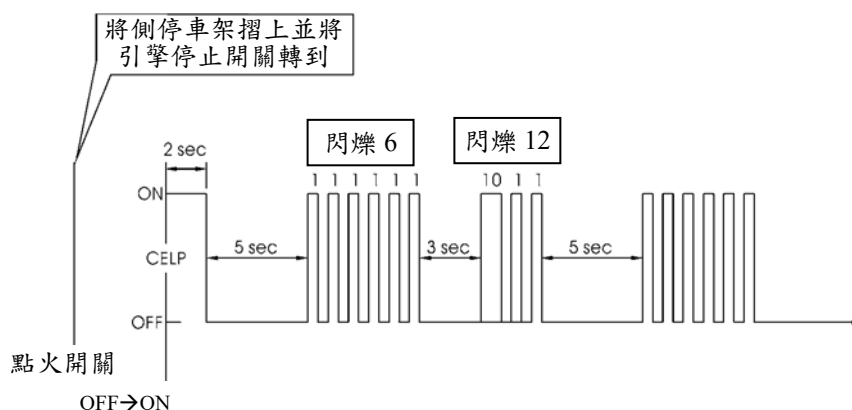 將側停車架摺上並將
引擎停止開關轉到
閃爍 6
閃爍 12
2 sec
1 1 1 1 1 1
10 1 1
ON
5 sec
3 sec
5 sec
CELP
OFF
點火開關
OFF→ON